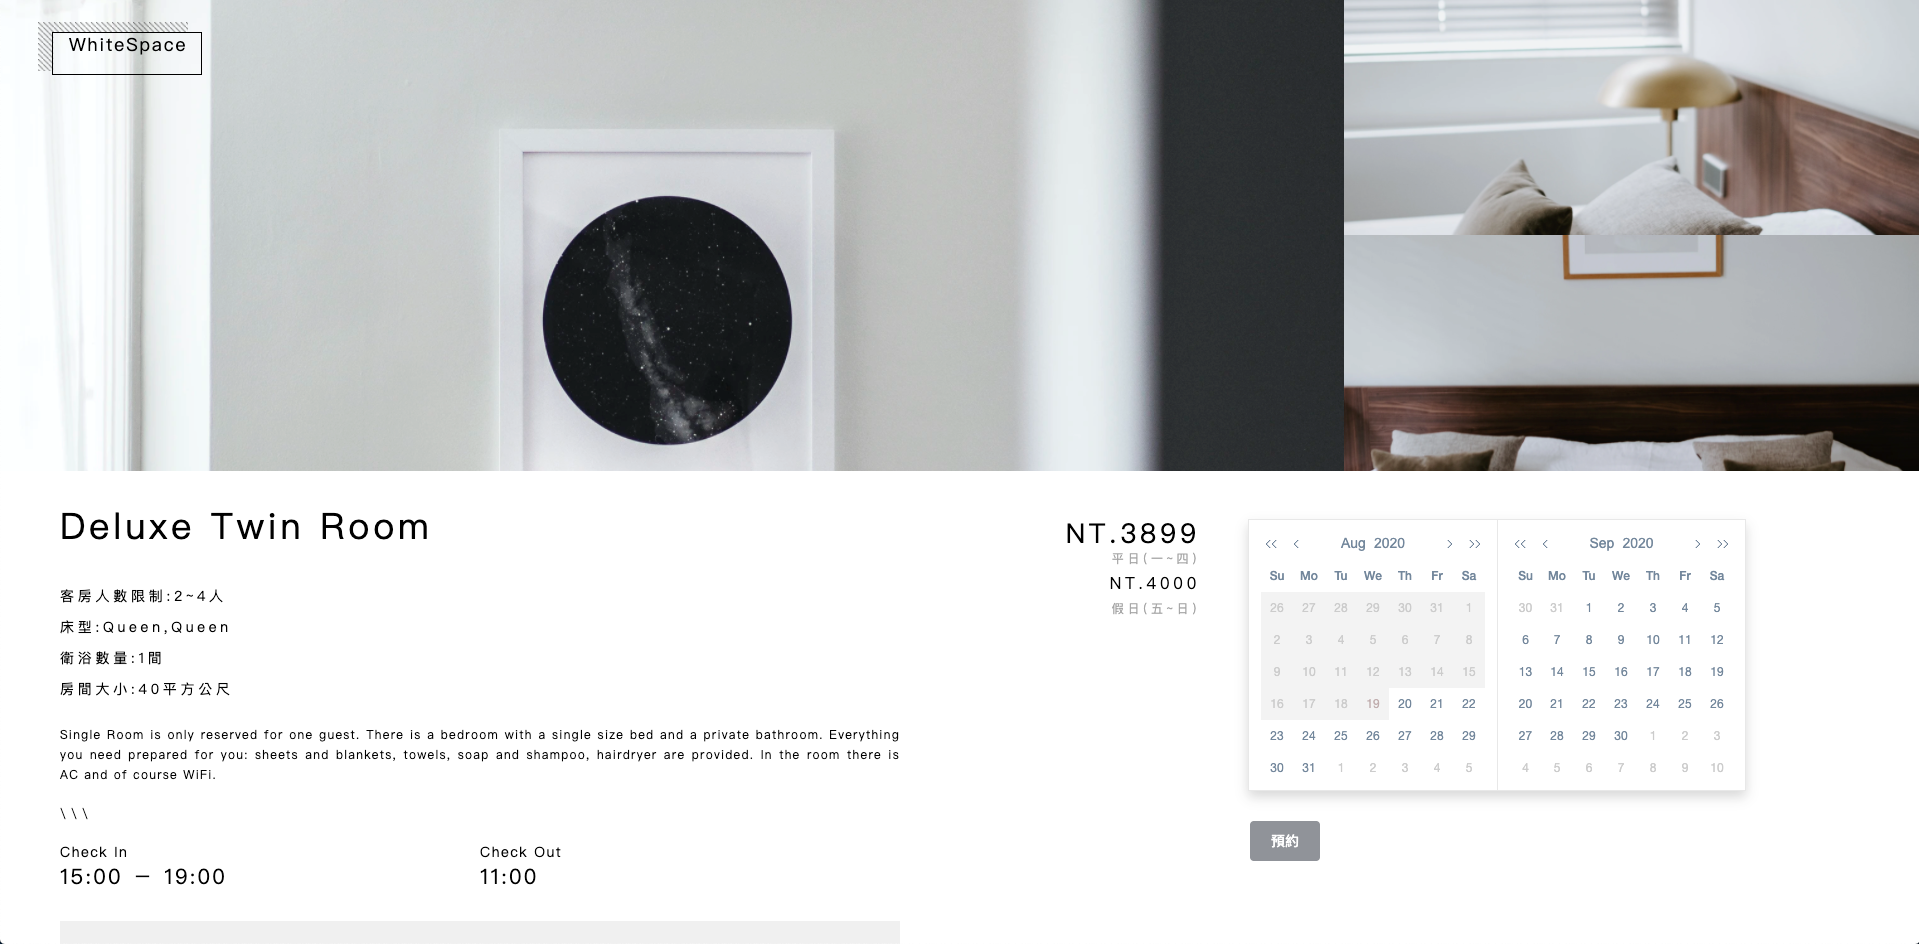 WhiteSpace
Deluxe Twin Room
客房人數限制:2~4人
床型:Queen,Queen
衛浴數量:1間
房間大小:40平方公尺
Single Room is only reserved for one guest. There is a bedroom with a single size bed and a private bathroom. Everything
you need prepared for you: sheets and blankets, towels, soap and shampoo, hairdryer are provided. In the room there is
AC and of course WiFi.
\ \ \
Check In
15:00 — 19:00
Check Out
11:00
NT.3899
平日(一~四)
NT.4000
假日(五~日)
Aug 2020
Su Mo Tu We Th Fr Sa
26 27 28 29 30 31 1
2 3 4 5 6 7 8
9 10 11 12 13 14 15
16 17 18 19 20 21 22
23 24 25 26 27 28 29
30 31 1 2 3 4 5
Sep 2020
Su Mo Tu We Th Fr Sa
30 31 1 2 3 4 5
6 7 8 9 10 11 12
13 14 15 16 17 18 19
20 21 22 23 24 25 26
27 28 29 30 1 2 3
4 5 6 7 8 9 10
預約